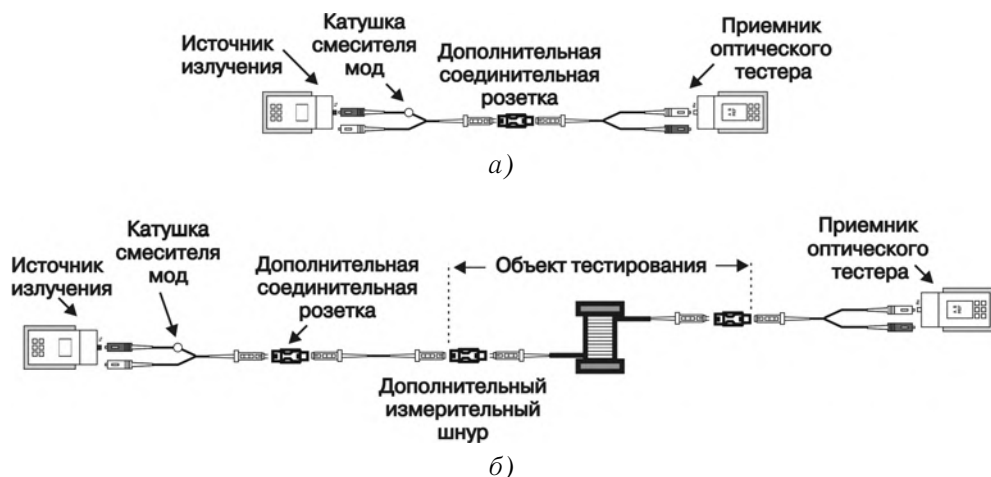 Источник
излучения
Катушка
смесителя
мод
Дополнительная
соединительная
розетка
Приемник
оптического
тестера
а)
Источник
излучения
Катушка
смесителя
мод
Дополнительная
соединительная
розетка
Объект тестирования
Приемник
оптического
тестера
Дополнительный
измерительный
шнур
б)